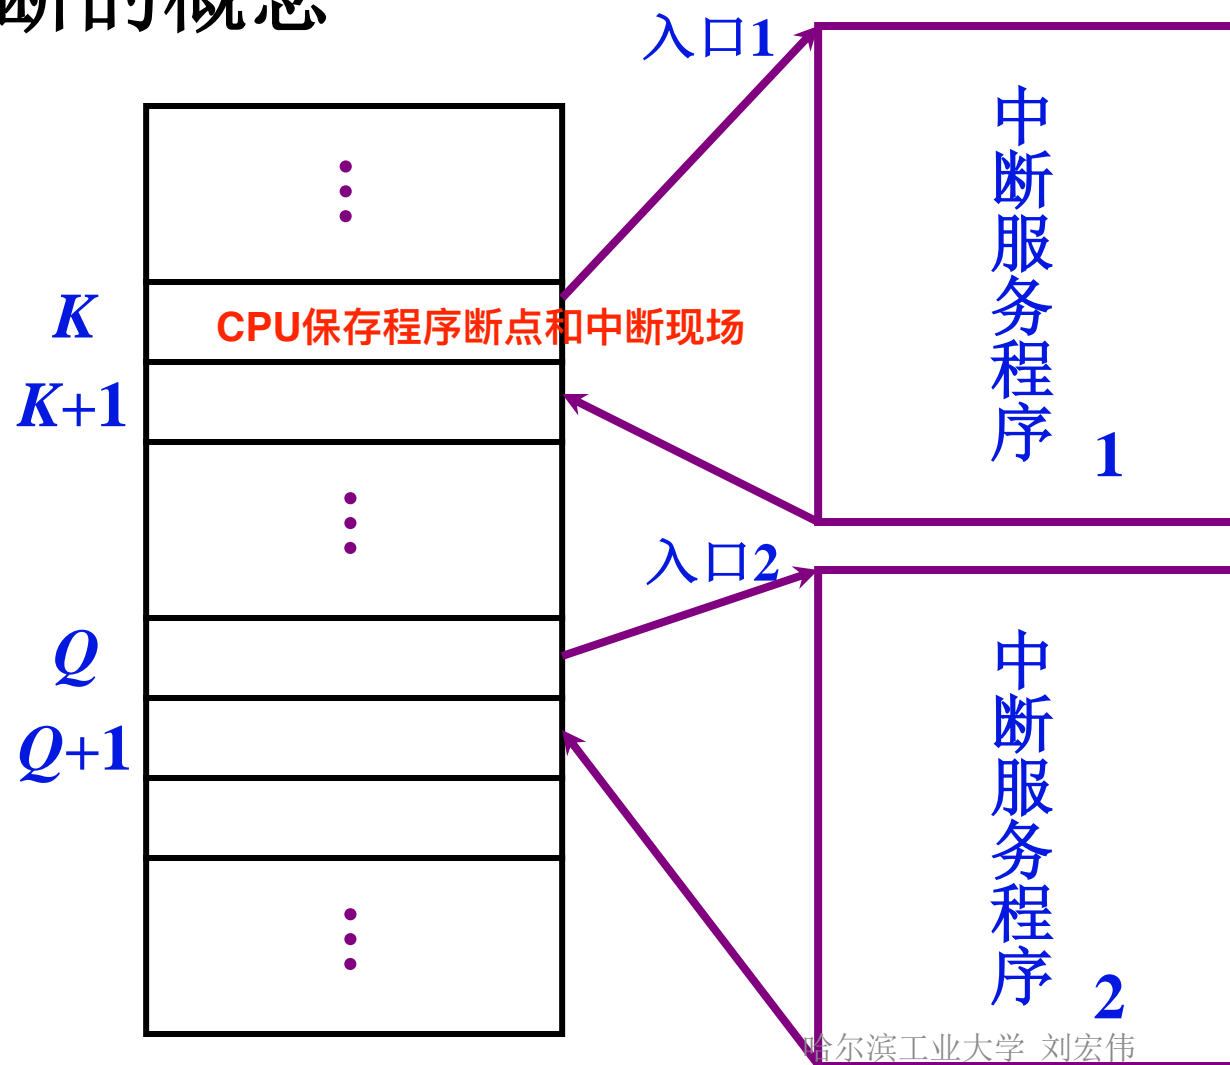 断的概念
入口1
中断服务程序 1
K
CPU保存程序断点和中断现场
K+1
入口2
Q
Q+1
中断服务程序 2
哈尔滨工业大学 刘宏伟